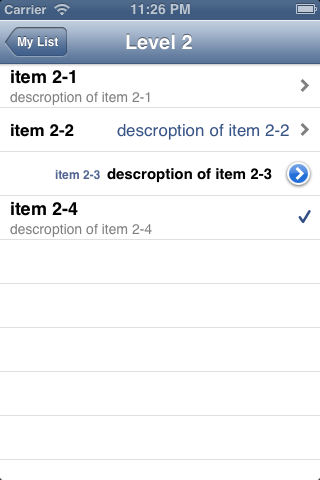 Carrier 11:26 PM
My List Level 2
item 2-1
descroption of item 2-1
item 2-2 descroption of item 2-2
item 2-3 descroption of item 2-3
item 2-4
descroption of item 2-4